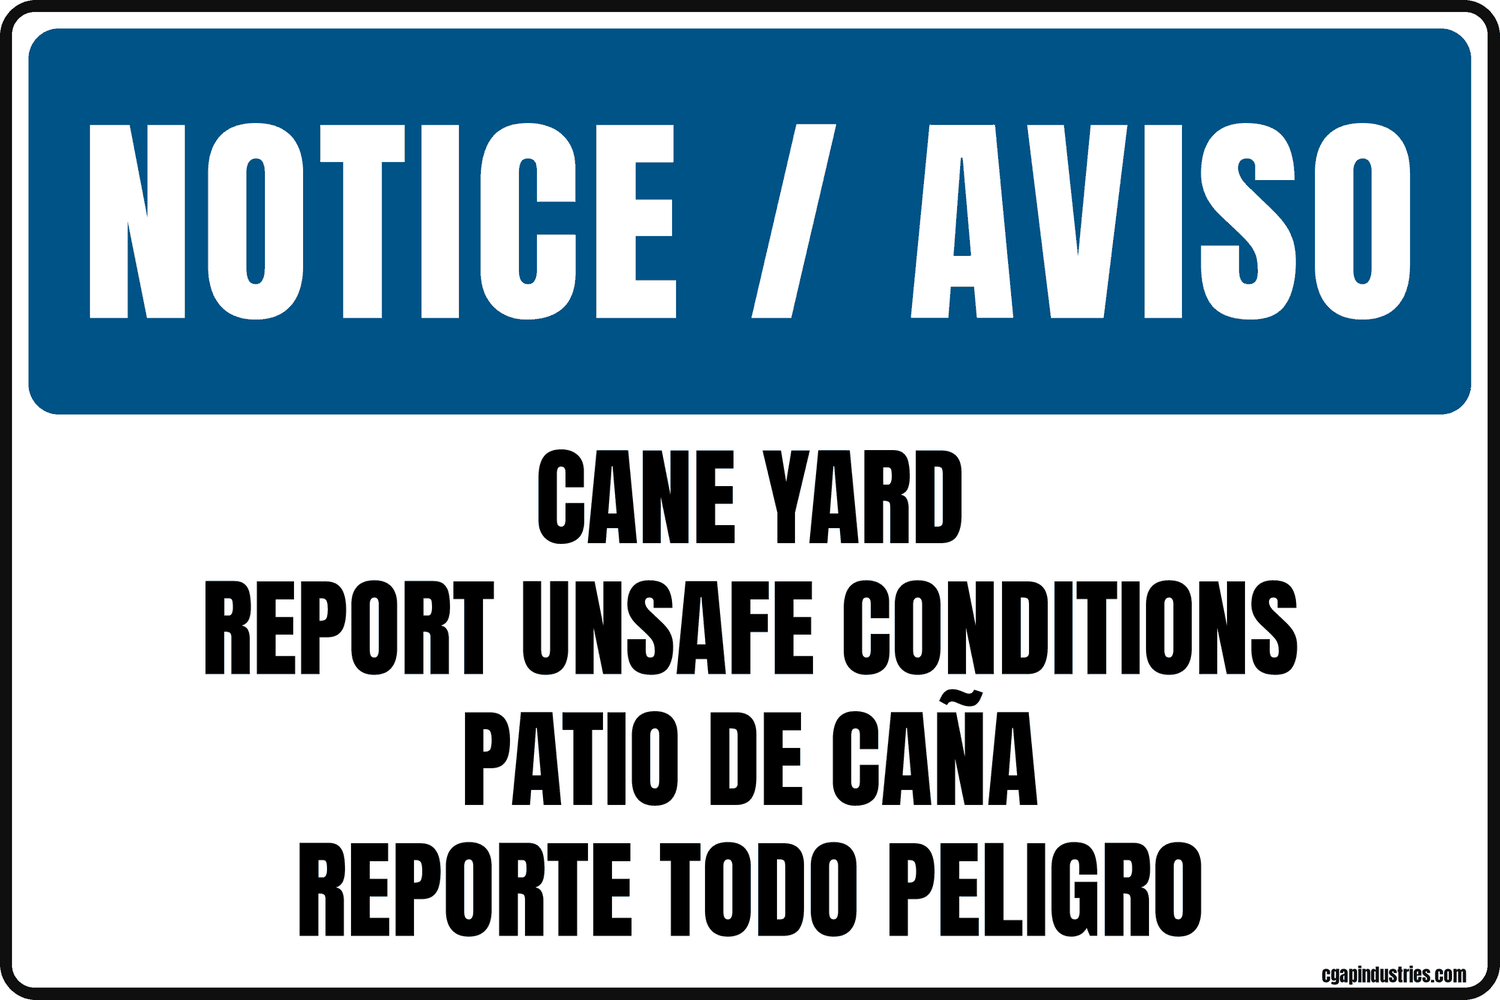 NOTICE / AVISO
CANE YARD
REPORT UNSAFE CONDITIONS
PATIO DE CAÑA
REPORTE TODO PELIGRO
cgapindustries.com